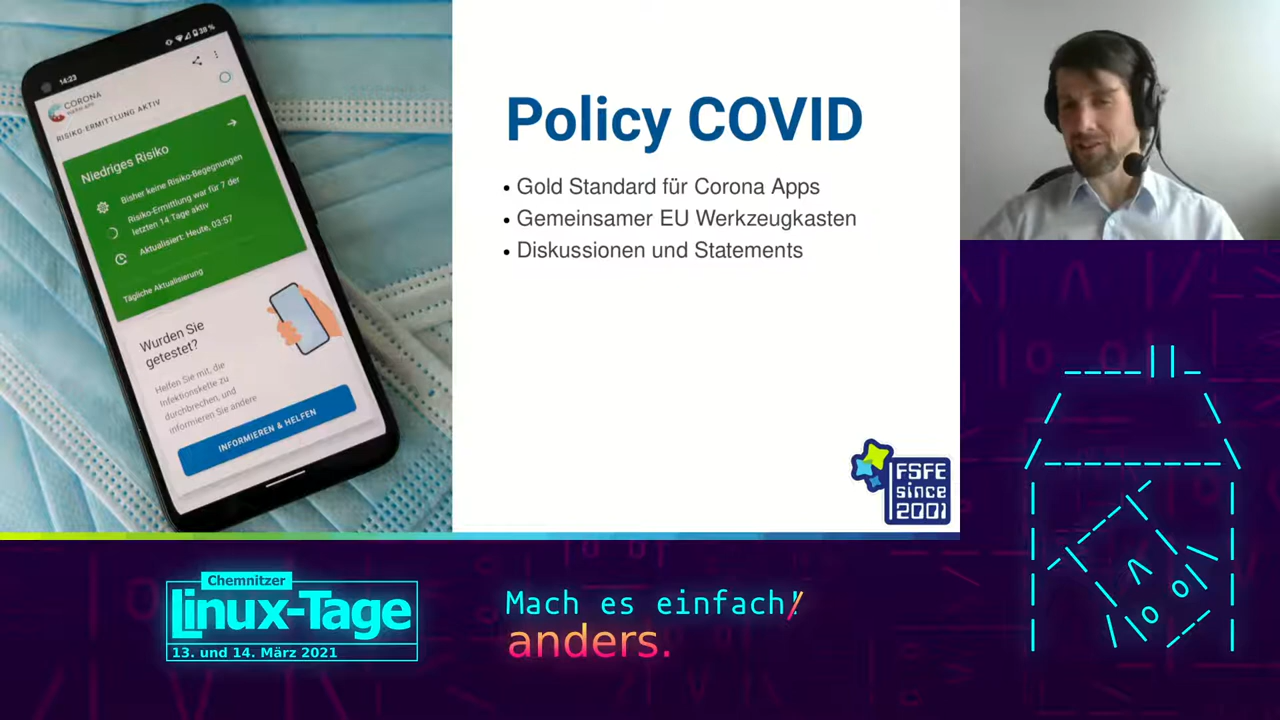 14:23
38 %
CORONA
WARN-APP
RISIKO-ERMITTLUNG AKTIV
Niedriges Risiko
Bisher keine Risiko-Begegnungen
Risiko-Ermittlung war für 7 der
letzten 14 Tage aktiv
Aktualisiert: Heute, 03:57
Tägliche Aktualisierung
Wurden Sie
getestet?
Helfen Sie mit, die
Infektionskette zu
durchbrechen, und
informieren Sie andere
INFORMIEREN & HELFEN
Policy COVID
• Gold Standard für Corona Apps
• Gemeinsamer EU Werkzeugkasten
• Diskussionen und Statements
FSFE
since
2001
Chemnitzer
Linux-Tage
13. und 14. März 2021
Mach es einfach!
anders.